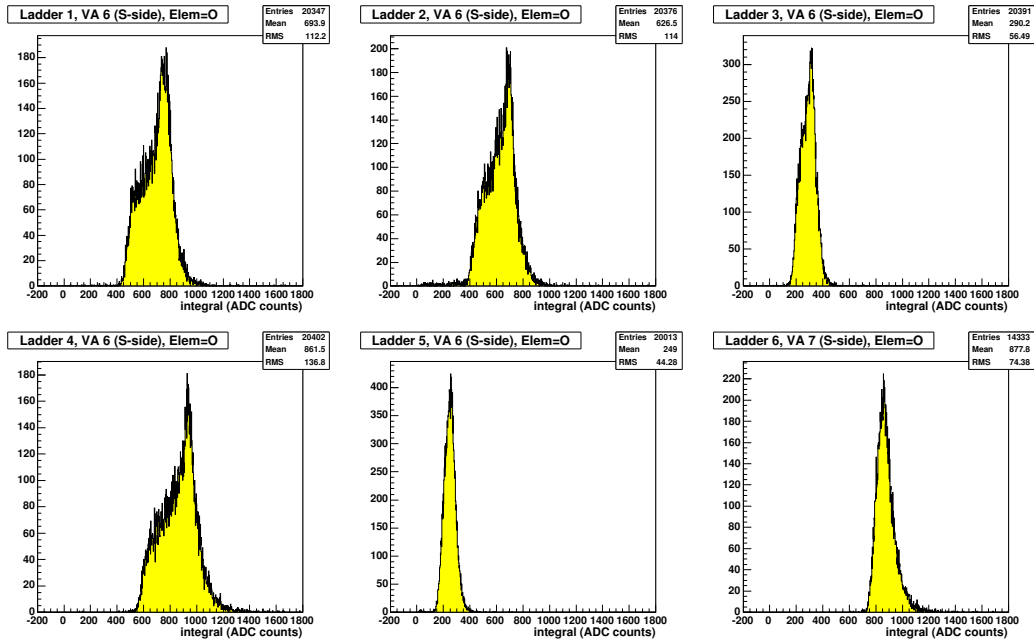 Ladder 1, VA 6 (S-side), Elem=O
Entries 20347
Mean 693.9
RMS 112.2
180
160
140
120
100
80
60
40
20
0
-200 0 200 400 600 800 1000 1200 1400 1600 1800
integral (ADC counts)
Ladder 2, VA 6 (S-side), Elem=O
Entries 20376
Mean 626.5
RMS 114
200
180
160
140
120
100
80
60
40
20
0
-200 0 200 400 600 800 1000 1200 1400 1600 1800
integral (ADC counts)
Ladder 3, VA 6 (S-side), Elem=O
Entries 20391
Mean 290.2
RMS 56.49
300
250
200
150
100
50
0
-200 0 200 400 600 800 1000 1200 1400 1600 1800
integral (ADC counts)
Ladder 4, VA 6 (S-side), Elem=O
Entries 20402
Mean 861.5
RMS 136.8
180
160
140
120
100
80
60
40
20
0
-200 0 200 400 600 800 1000 1200 1400 1600 1800
integral (ADC counts)
Ladder 5, VA 6 (S-side), Elem=O
Entries 20013
Mean 249
RMS 44.28
400
350
300
250
200
150
100
50
0
-200 0 200 400 600 800 1000 1200 1400 1600 1800
integral (ADC counts)
Ladder 6, VA 7 (S-side), Elem=O
Entries 14333
Mean 877.8
RMS 74.38
220
200
180
160
140
120
100
80
60
40
20
0
-200 0 200 400 600 800 1000 1200 1400 1600 1800
integral (ADC counts)